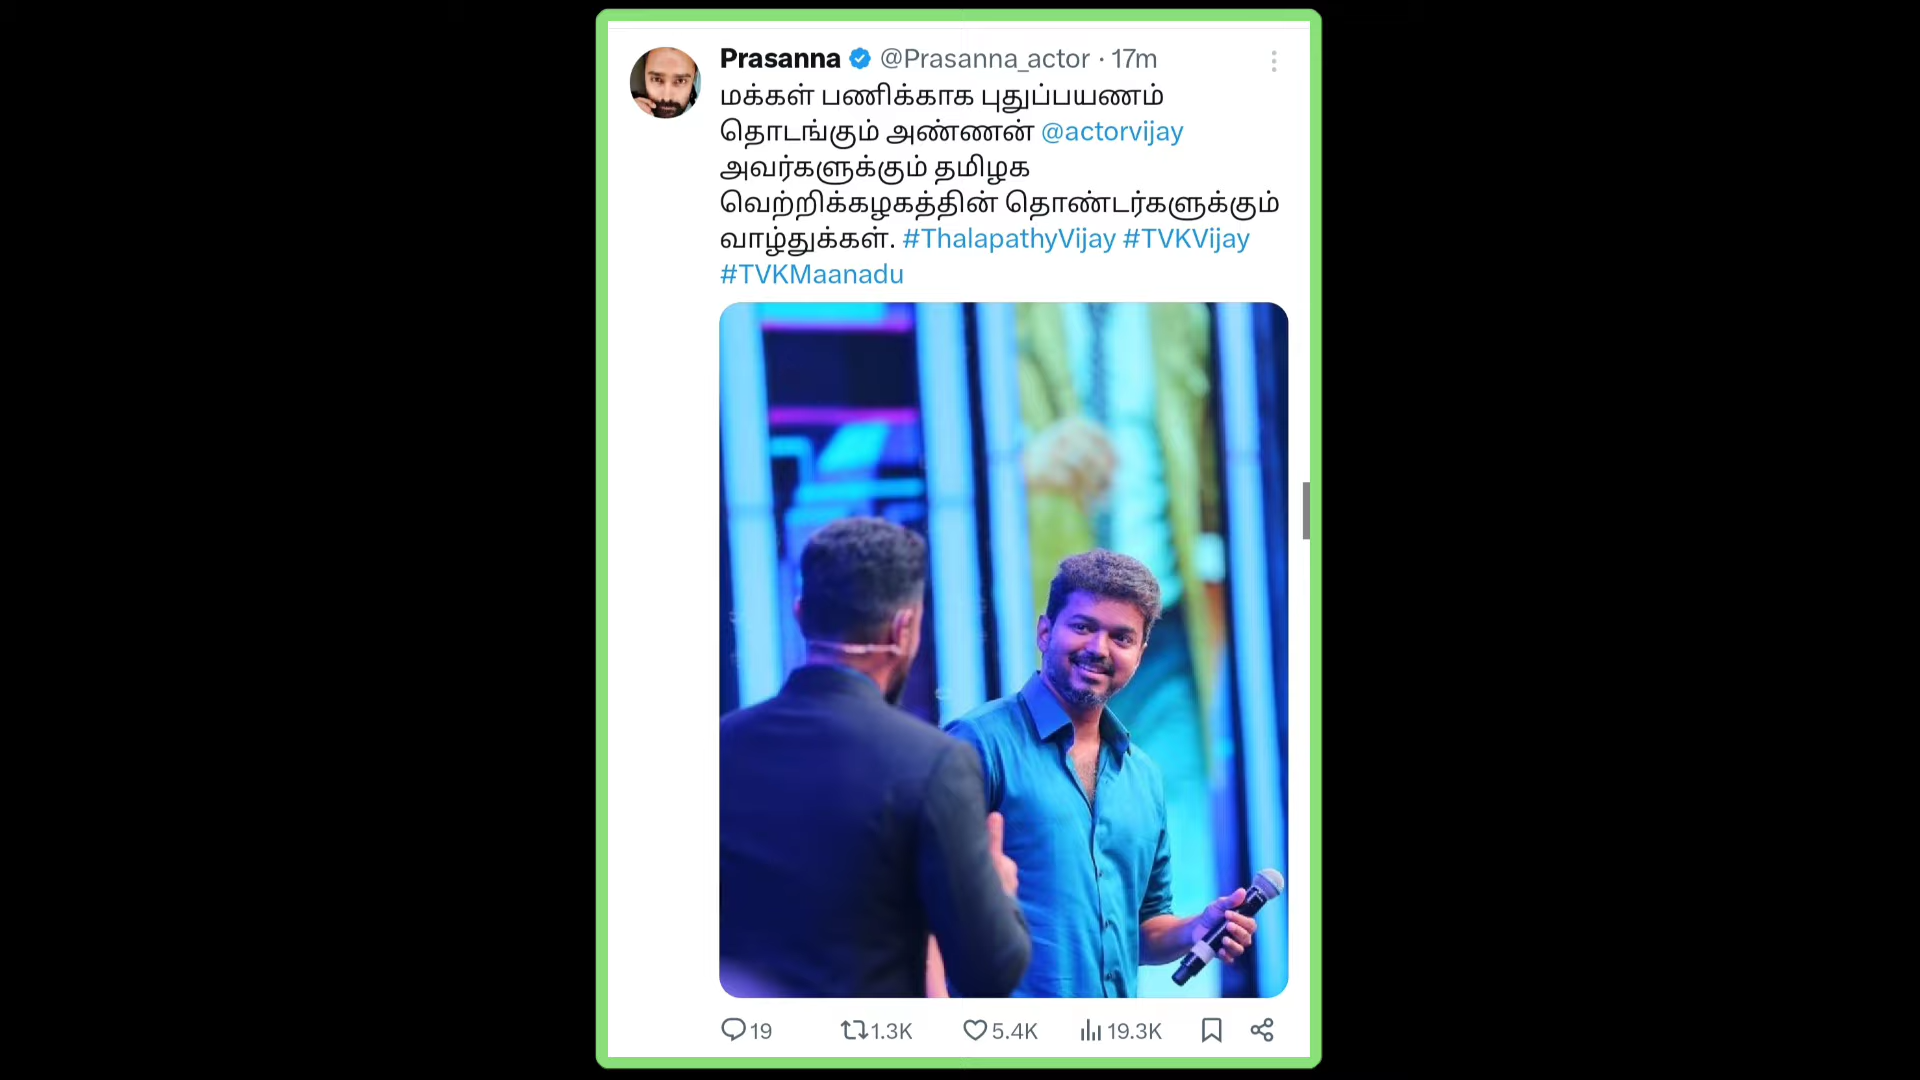 Prasanna @Prasanna_actor · 17m
மக்கள் பணிக்காக புதுப்பயணம்
தொடங்கும் அண்ணன் @actorvijay
அவர்களுக்கும் தமிழக
வெற்றிக்கழகத்தின் தொண்டர்களுக்கும்
வாழ்துக்கள். #ThalapathyVijay #TVKVijay
#TVKMaanadu
19 1.3K 5.4K 19.3K